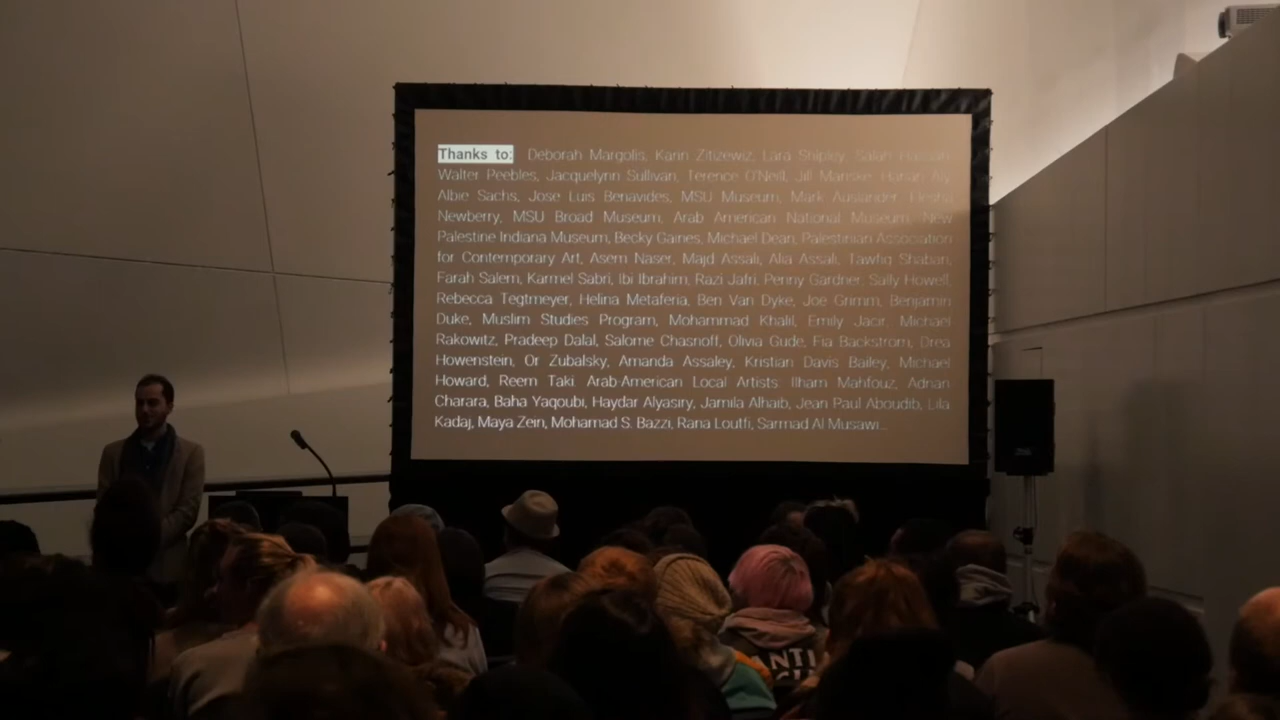 Thanks to: Deborah Margolis, Karin Zitzewiz, Lara Shipley, Salah Hassan
Walter Peebles, Jacquelynn Sullivan, Terence O'Neill, Jill Manske, Hanan Aly
Albie Sachs, Jose Luis Benavides, MSU Museum, Mark Auslander,
Newberry, MSU Broad Museum, Arab American National Museum, New
Palestine Indiana Museum, Becky Gaines, Michael Dean, Palestinian Association
for Contemporary Art, Asem Naser, Majd Assali, Alia Assali, Tawfiq Shaban,
Farah Salem, Karmel Sabri, Ibi Ibrahim, Razi Jafri, Penny Gardner, Sally Howell,
Rebecca Tegtmeyer, Helina Metaferia, Ben Van Dyke, Joe Grimm, Benjamin
Duke, Muslim Studies Program, Mohammad Khalil, Emily Jacir, Michael
Rakowitz, Pradeep Dalal, Salome Chasnoff, Olivia Gude, Fia Backstrom, Drea
Howenstein, Or Zubalsky, Amanda Assaley, Kristian Davis Bailey, Michael
Howard, Reem Taki. Arab-American Local Artists: Ilham Mahfouz, Adnan
Charara, Baha Yaqoubi, Haydar Alyasiry, Jamila Alhaib, Jean Paul Aboudib, Lila
Kadaj, Maya Zein, Mohamad S. Bazzi, Rana Loutfi, Sarmad Al Musawi...
ANTI